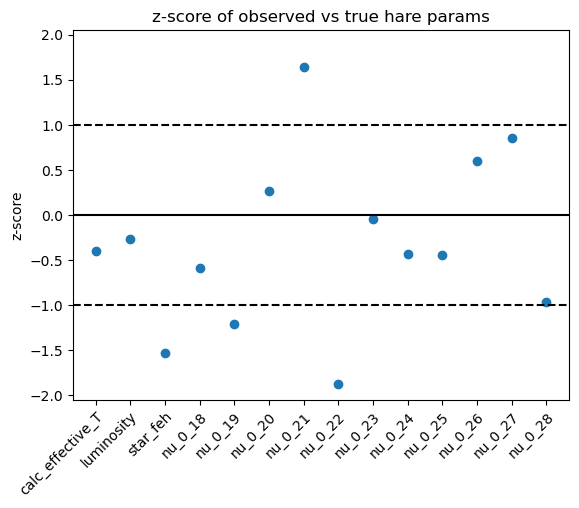 z-score of observed vs true hare params
z-score
2.0
1.5
1.0
0.5
0.0
−0.5
−1.0
−1.5
−2.0
calc_effective_T
luminosity
star_feh
nu_0_18
nu_0_19
nu_0_20
nu_0_21
nu_0_22
nu_0_23
nu_0_24
nu_0_25
nu_0_26
nu_0_27
nu_0_28